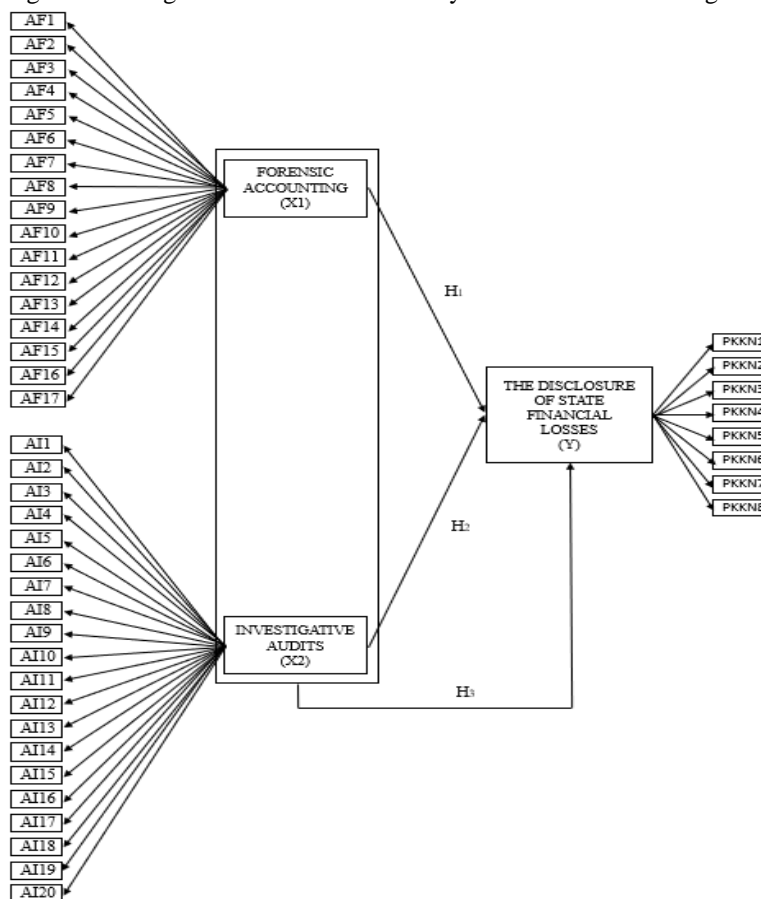 AF1
AF2
AF3
AF4
AF5
AF6
AF7
AF8
AF9
AF10
AF11
AF12
AF13
AF14
AF15
AF16
AF17
FORENSIC
ACCOUNTING
(X1)
H1
THE DISCLOSURE
OF STATE
FINANCIAL
LOSSES
(Y)
PKKN1
PKKN2
PKKN3
PKKN4
PKKN5
PKKN6
PKKN7
PKKN8
AI1
AI2
AI3
AI4
AI5
AI6
AI7
AI8
AI9
AI10
AI11
AI12
AI13
AI14
AI15
AI16
AI17
AI18
AI19
AI20
H2
INVESTIGATIVE
AUDITS
(X2)
H3